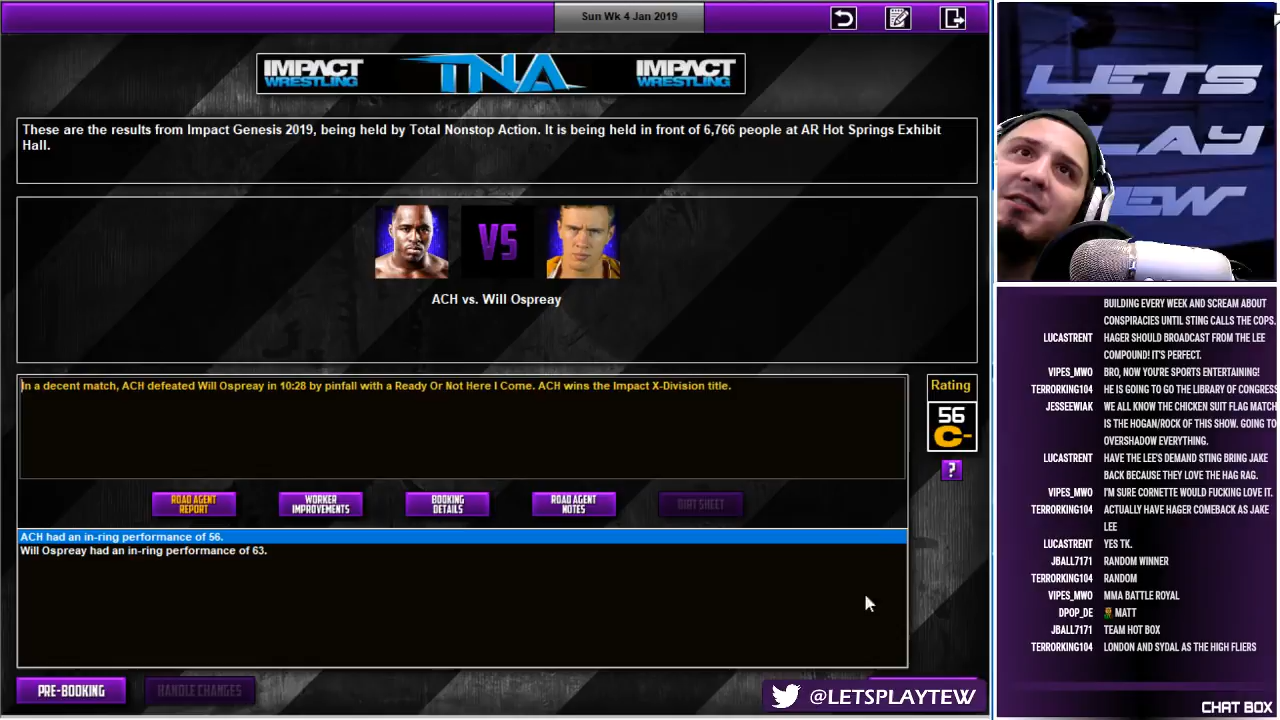 Sun Wk 4 Jan 2019
IMPACT WRESTLING TNA IMPACT WRESTLING
These are the results from Impact Genesis 2019, being held by Total Nonstop Action. It is being held in front of 6,766 people at AR Hot Springs Exhibit
Hall.
VS
ACH vs. Will Ospreay
In a decent match, ACH defeated Will Ospreay in 10:28 by pinfall with a Ready Or Not Here I Come. ACH wins the Impact X-Division title.
Rating
56
C-
?
ROAD AGENT REPORT
WORKER IMPROVEMENTS
BOOKING DETAILS
ROAD AGENT NOTES
DIRT SHEET
ACH had an in-ring performance of 56.
Will Ospreay had an in-ring performance of 63.
PRE-BOOKING
HANDLE CHANGES
@LETSPLAYTEW
LETS
LAY
EW
BUILDING EVERY WEEK AND SCREAM ABOUT
CONSPIRACIES UNTIL STING CALLS THE COPS.
LUCASTRENT HAGER SHOULD BROADCAST FROM THE LEE
COMPOUND! IT'S PERFECT.
VIPES_MWO BRO, NOW YOU'RE SPORTS ENTERTAINING!
TERRORKING104 HE IS GOING TO GO THE LIBRARY OF CONGRESS
JESSEEWIAK WE ALL KNOW THE CHICKEN SUIT FLAG MATCH
IS THE HOGAN/ROCK OF THIS SHOW. GOING TO
OVERSHADOW EVERYTHING.
LUCASTRENT HAVE THE LEE'S DEMAND STING BRING JAKE
BACK BECAUSE THEY LOVE THE HAG RAG.
VIPES_MWO I'M SURE CORNETTE WOULD FUCKING LOVE IT.
TERRORKING104 ACTUALLY HAVE HAGER COMEBACK AS JAKE
LEE
LUCASTRENT YES TK.
JBALL7171 RANDOM WINNER
TERRORKING104 RANDOM
VIPES_MWO MMA BATTLE ROYAL
DPOP_DE MATT
JBALL7171 TEAM HOT BOX
TERRORKING104 LONDON AND SYDAL AS THE HIGH FLIERS
CHAT BOX